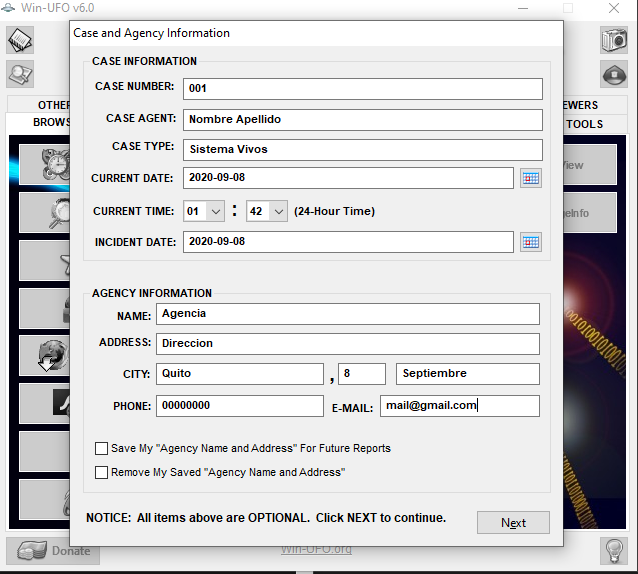 Win-UFO v6.0
Case and Agency Information
CASE INFORMATION
CASE NUMBER: 001
CASE AGENT: Nombre Apellido
CASE TYPE: Sistema Vivos
CURRENT DATE: 2020-09-08
CURRENT TIME: 01 : 42 (24-Hour Time)
INCIDENT DATE: 2020-09-08
OTHER
EWERS
BROWS
TOOLS
View
geInfo
AGENCY INFORMATION
NAME: Agencia
ADDRESS: Direccion
CITY: Quito , 8 Septiembre
PHONE: 00000000 E-MAIL: mail@gmail.com
Save My "Agency Name and Address" For Future Reports
Remove My Saved "Agency Name and Address"
NOTICE: All items above are OPTIONAL. Click NEXT to continue.
Next
Donate
Win-UFO.org